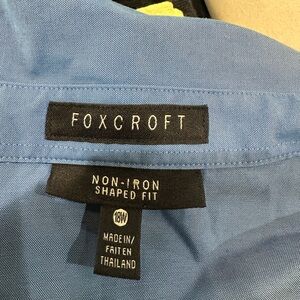 FOXCROFT
NON-IRON
SHAPED FIT
18W
MADE IN/
FAIT EN
THAILAND